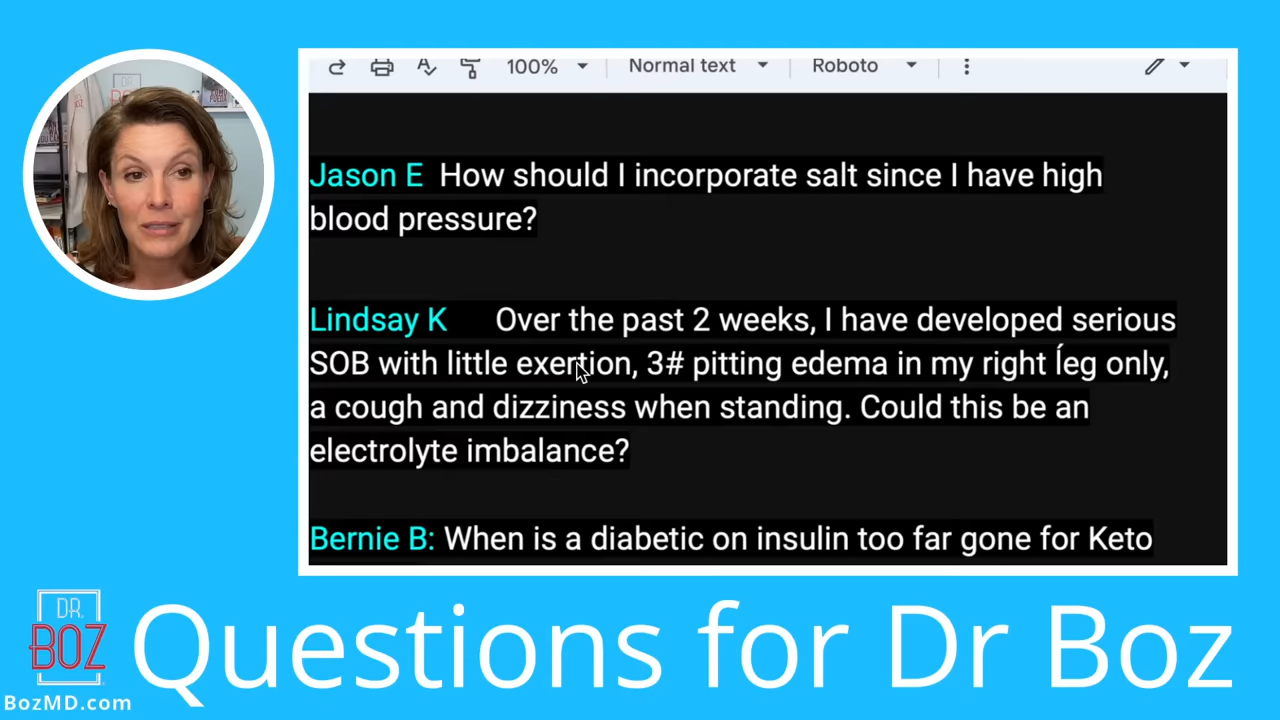 100% Normal text Roboto
Jason E How should I incorporate salt since I have high
blood pressure?
Lindsay K Over the past 2 weeks, I have developed serious
SOB with little exertion, 3# pitting edema in my right ĺeg only,
a cough and dizziness when standing. Could this be an
electrolyte imbalance?
Bernie B: When is a diabetic on insulin too far gone for Keto
DR.
BOZ
Questions for Dr Boz
BozMD.com